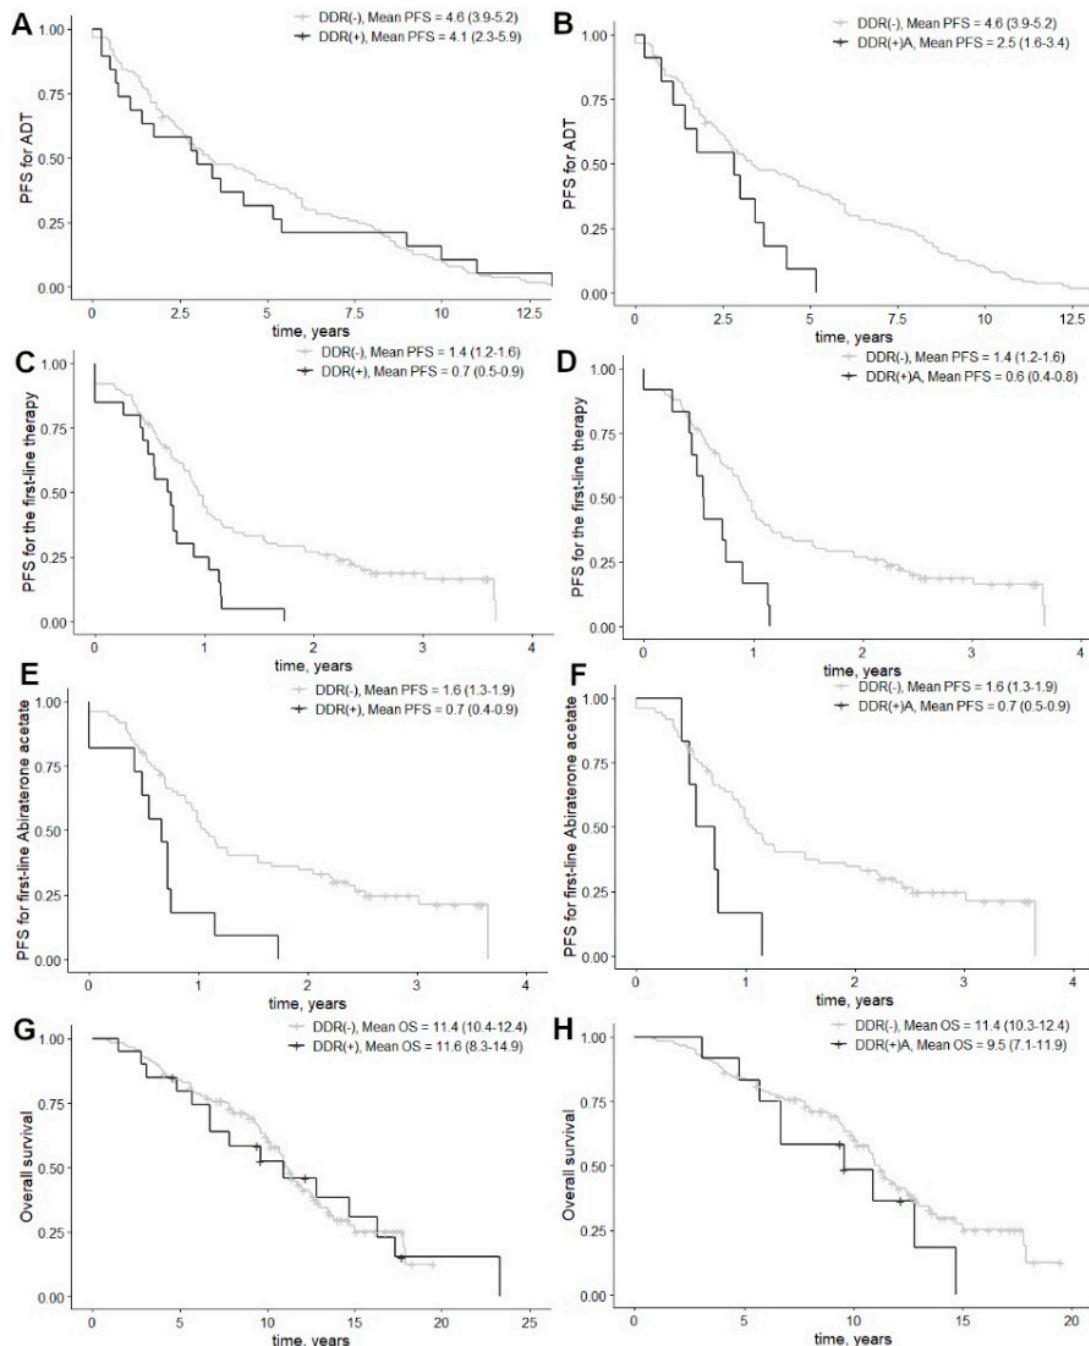 A
DDR(-), Mean PFS = 4.6 (3.9-5.2)
DDR(+), Mean PFS = 4.1 (2.3-5.9)
PFS for ADT
1.00
0.75
0.50
0.25
0.00
0 2.5 5 7.5 10 12.5
time, years
B
DDR(-), Mean PFS = 4.6 (3.9-5.2)
DDR(+)A, Mean PFS = 2.5 (1.6-3.4)
PFS for ADT
1.00
0.75
0.50
0.25
0.00
0 2.5 5 7.5 10 12.5
time, years
C
DDR(-), Mean PFS = 1.4 (1.2-1.6)
DDR(+), Mean PFS = 0.7 (0.5-0.9)
PFS for the first-line therapy
1.00
0.75
0.50
0.25
0.00
0 1 2 3 4
time, years
D
DDR(-), Mean PFS = 1.4 (1.2-1.6)
DDR(+)A, Mean PFS = 0.6 (0.4-0.8)
PFS for the first-line therapy
1.00
0.75
0.50
0.25
0.00
0 1 2 3 4
time, years
E
DDR(-), Mean PFS = 1.6 (1.3-1.9)
DDR(+), Mean PFS = 0.7 (0.4-0.9)
PFS for first-line Abiraterone acetate
1.00
0.75
0.50
0.25
0.00
0 1 2 3 4
time, years
F
DDR(-), Mean PFS = 1.6 (1.3-1.9)
DDR(+)A, Mean PFS = 0.7 (0.5-0.9)
PFS for first-line Abiraterone acetate
1.00
0.75
0.50
0.25
0.00
0 1 2 3 4
time, years
G
DDR(-), Mean OS = 11.4 (10.4-12.4)
DDR(+), Mean OS = 11.6 (8.3-14.9)
Overall survival
1.00
0.75
0.50
0.25
0.00
0 5 10 15 20 25
time, years
H
DDR(-), Mean OS = 11.4 (10.3-12.4)
DDR(+)A, Mean OS = 9.5 (7.1-11.9)
Overall survival
1.00
0.75
0.50
0.25
0.00
0 5 10 15 20
time, years